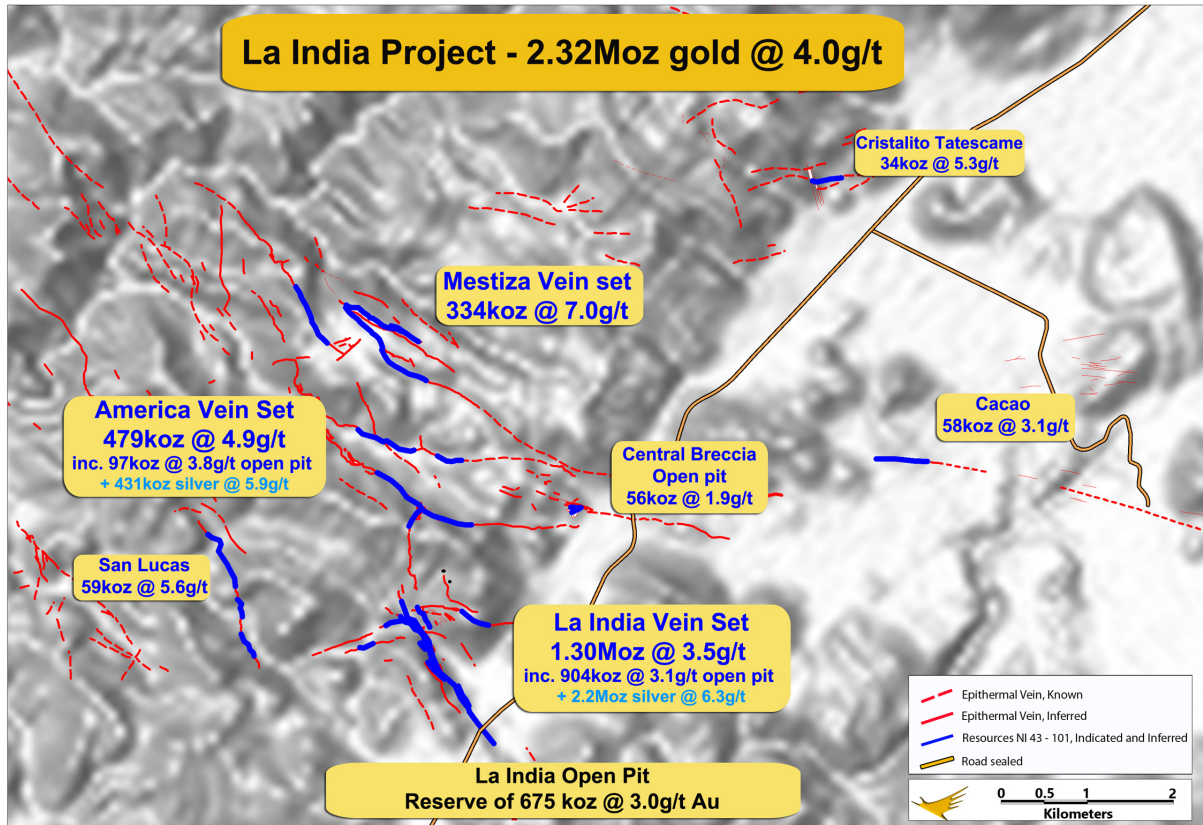 La India Project - 2.32Moz gold @ 4.0g/t
Cristalito Tatescame
34koz @ 5.3g/t
Mestiza Vein set
334koz @ 7.0g/t
America Vein Set
479koz @ 4.9g/t
inc. 97koz @ 3.8g/t open pit
+ 431koz silver @ 5.9g/t
Cacao
58koz @ 3.1g/t
Central Breccia
Open pit
56koz @ 1.9g/t
San Lucas
59koz @ 5.6g/t
La India Vein Set
1.30Moz @ 3.5g/t
inc. 904koz @ 3.1g/t open pit
+ 2.2Moz silver @ 6.3g/t
La India Open Pit
Reserve of 675 koz @ 3.0g/t Au
Epithermal Vein, Known
Epithermal Vein, Inferred
Resources NI 43 - 101, Indicated and Inferred
Road sealed
0 0.5 1 2
Kilometers